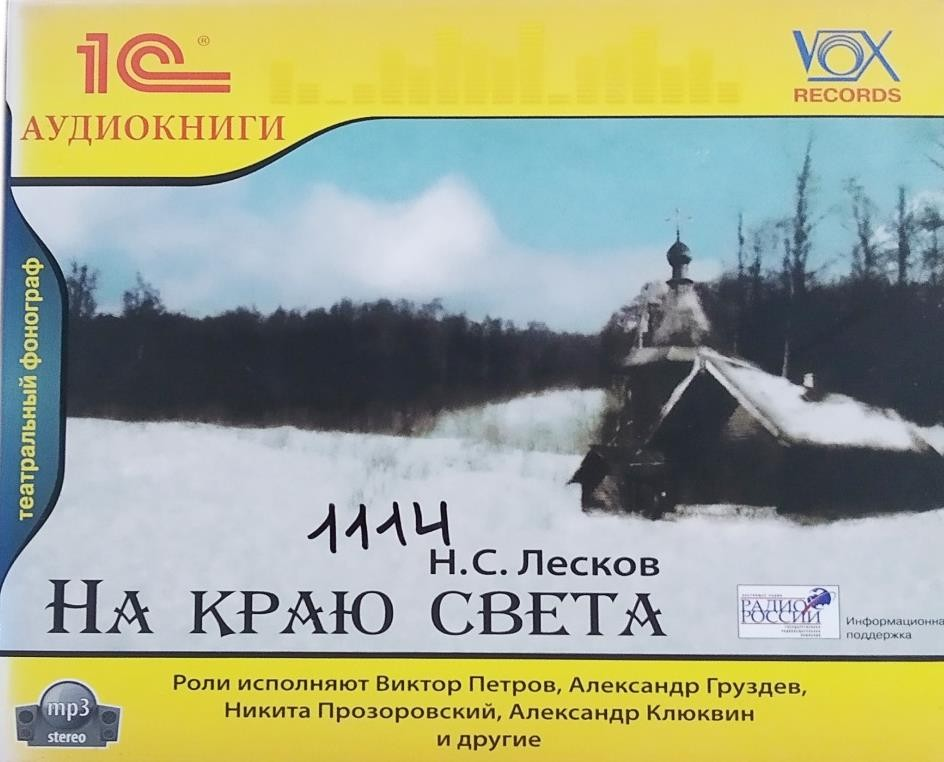 1С®
АУДИОКНИГИ
VOX
RECORDS
театральный фонограф
1114
Н.С. Лесков
На краю света
РАДИО
РОССИИ
Информационна
поддержка
mp3
stereo
Роли исполняют Виктор Петров, Александр Груздев,
Никита Прозоровский, Александр Клюквин
и другие